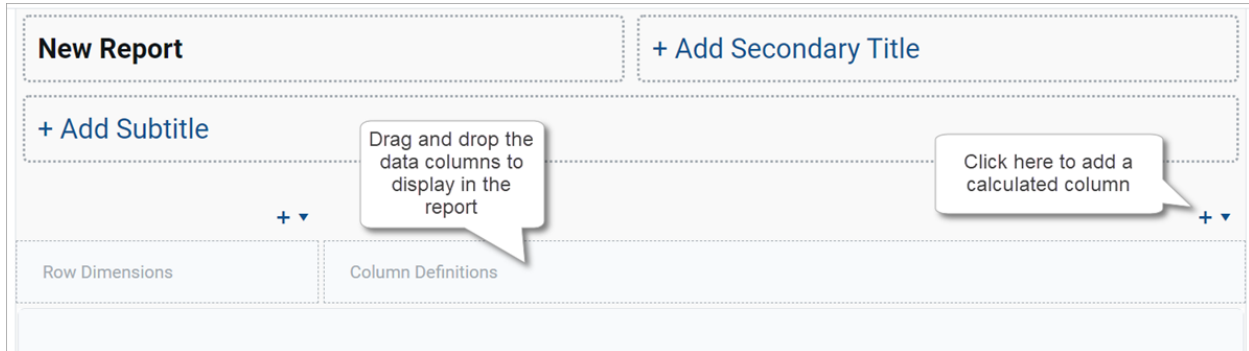 New Report
+ Add Secondary Title
+ Add Subtitle
Drag and drop the
data columns to
display in the
report
Click here to add a
calculated column
+
+
Row Dimensions
Column Definitions